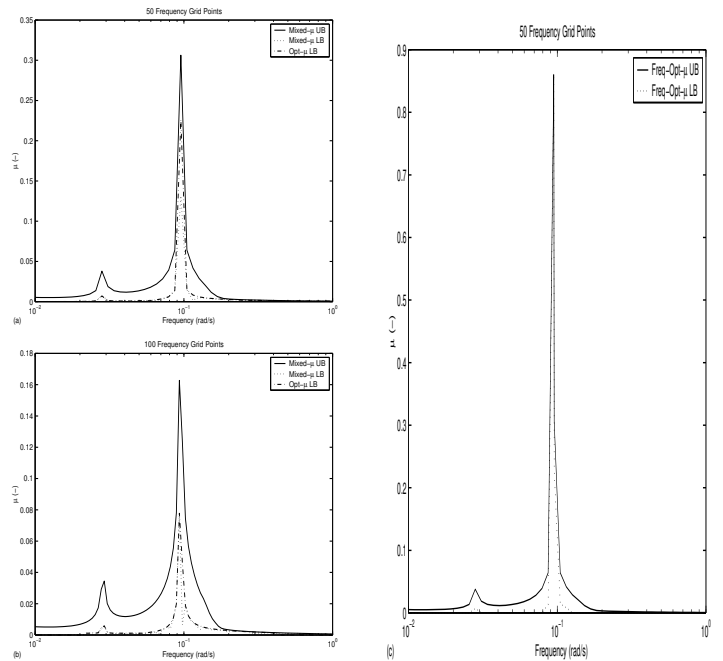 50 Frequency Grid Points
Mixed−μ UB
Mixed−μ LB
Opt−μ LB
0.35
0.3
0.25
0.2
0.15
0.1
0.05
0
μ (−)
10⁻²
10⁻¹
10⁰
Frequency (rad/s)
(a)
100 Frequency Grid Points
Mixed−μ UB
Mixed−μ LB
Opt−μ LB
0.18
0.16
0.14
0.12
0.1
0.08
0.06
0.04
0.02
0
μ (−)
10⁻²
10⁻¹
10⁰
Frequency (rad/s)
(b)
50 Frequency Grid Points
Freq−Opt−μ UB
Freq−Opt−μ LB
0.9
0.8
0.7
0.6
0.5
0.4
0.3
0.2
0.1
0
μ (−)
10⁻²
10⁻¹
10⁰
Frequency (rad/s)
(c)